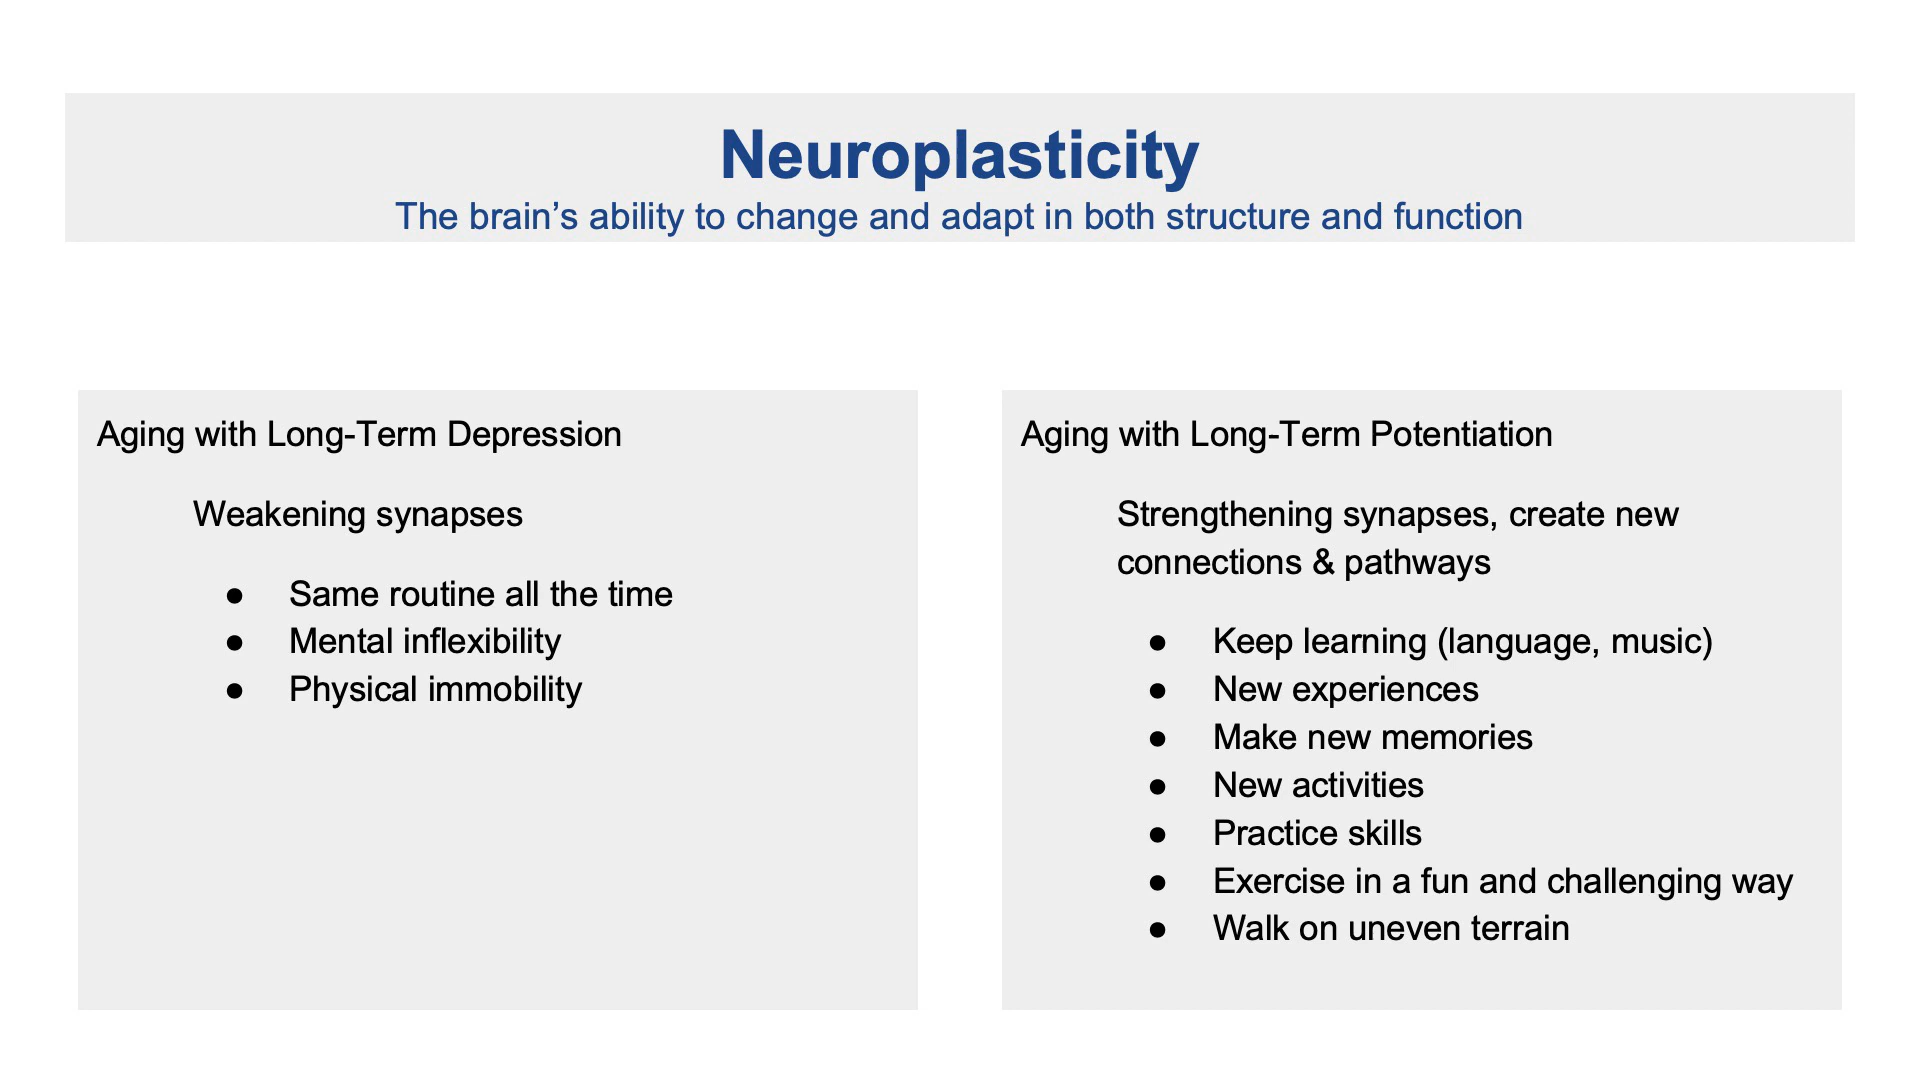 Neuroplasticity
The brain’s ability to change and adapt in both structure and function
Aging with Long-Term Depression
Weakening synapses
● Same routine all the time
● Mental inflexibility
● Physical immobility
Aging with Long-Term Potentiation
Strengthening synapses, create new
connections & pathways
● Keep learning (language, music)
● New experiences
● Make new memories
● New activities
● Practice skills
● Exercise in a fun and challenging way
● Walk on uneven terrain